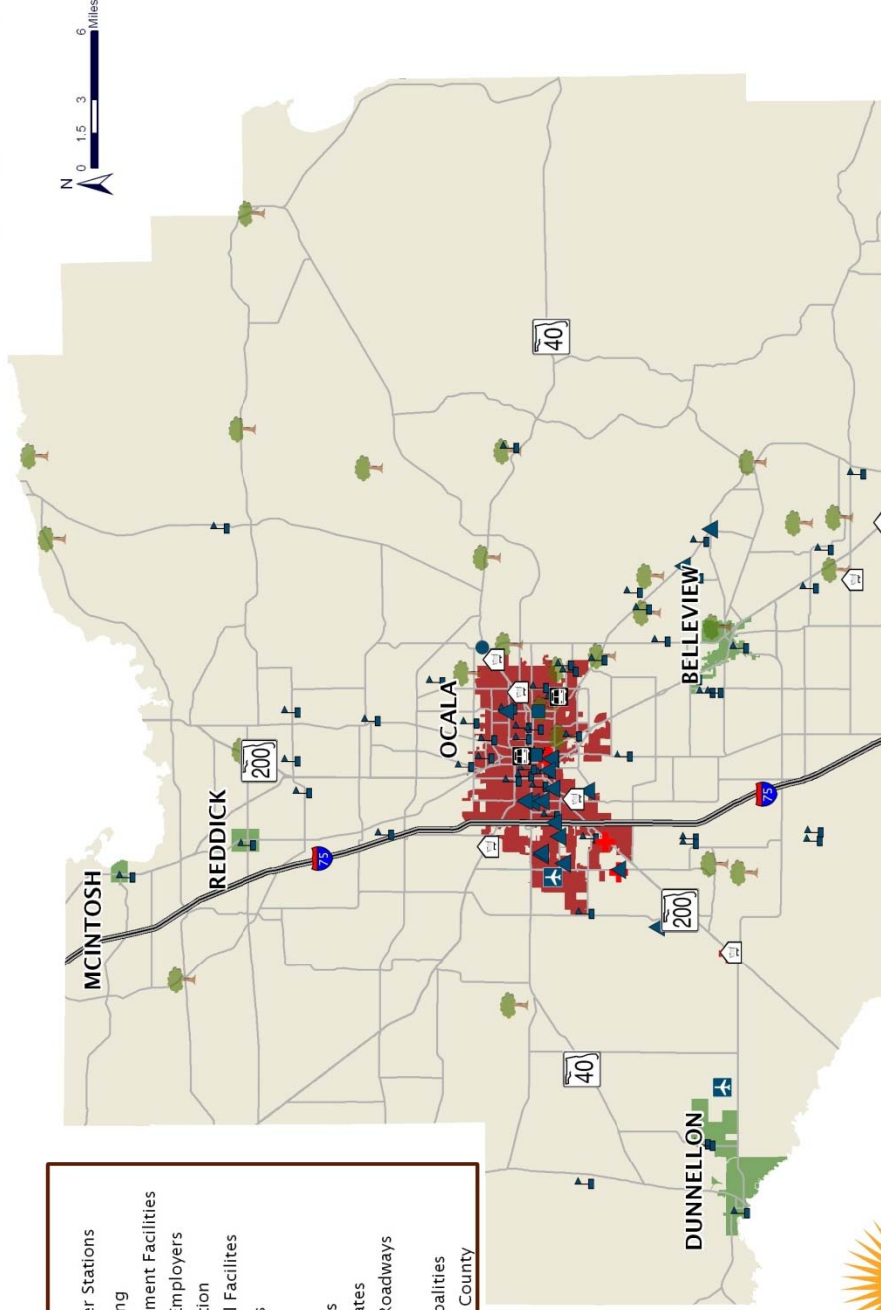 N
0 1.5 3 6
Miles
er Stations
ng
ment Facilities
Employers
tion
l Facilites
s
s
ates
Roadways
palities
County
MCINTOSH
REDDICK
OCALA
BELLEVIEW
DUNNELLON
75
200
40
40
200
75